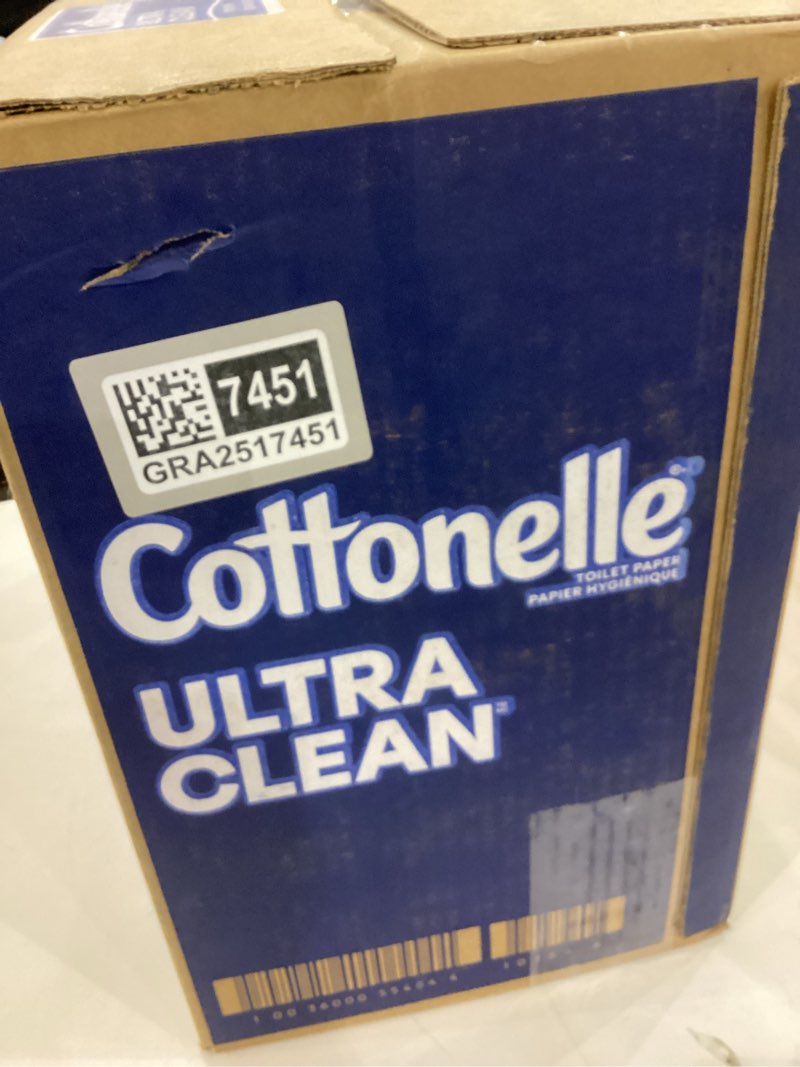 7451
GRA2517451
Cottonelle
TOILET PAPER
PAPIER HYGIÉNIQUE
ULTRA
CLEAN